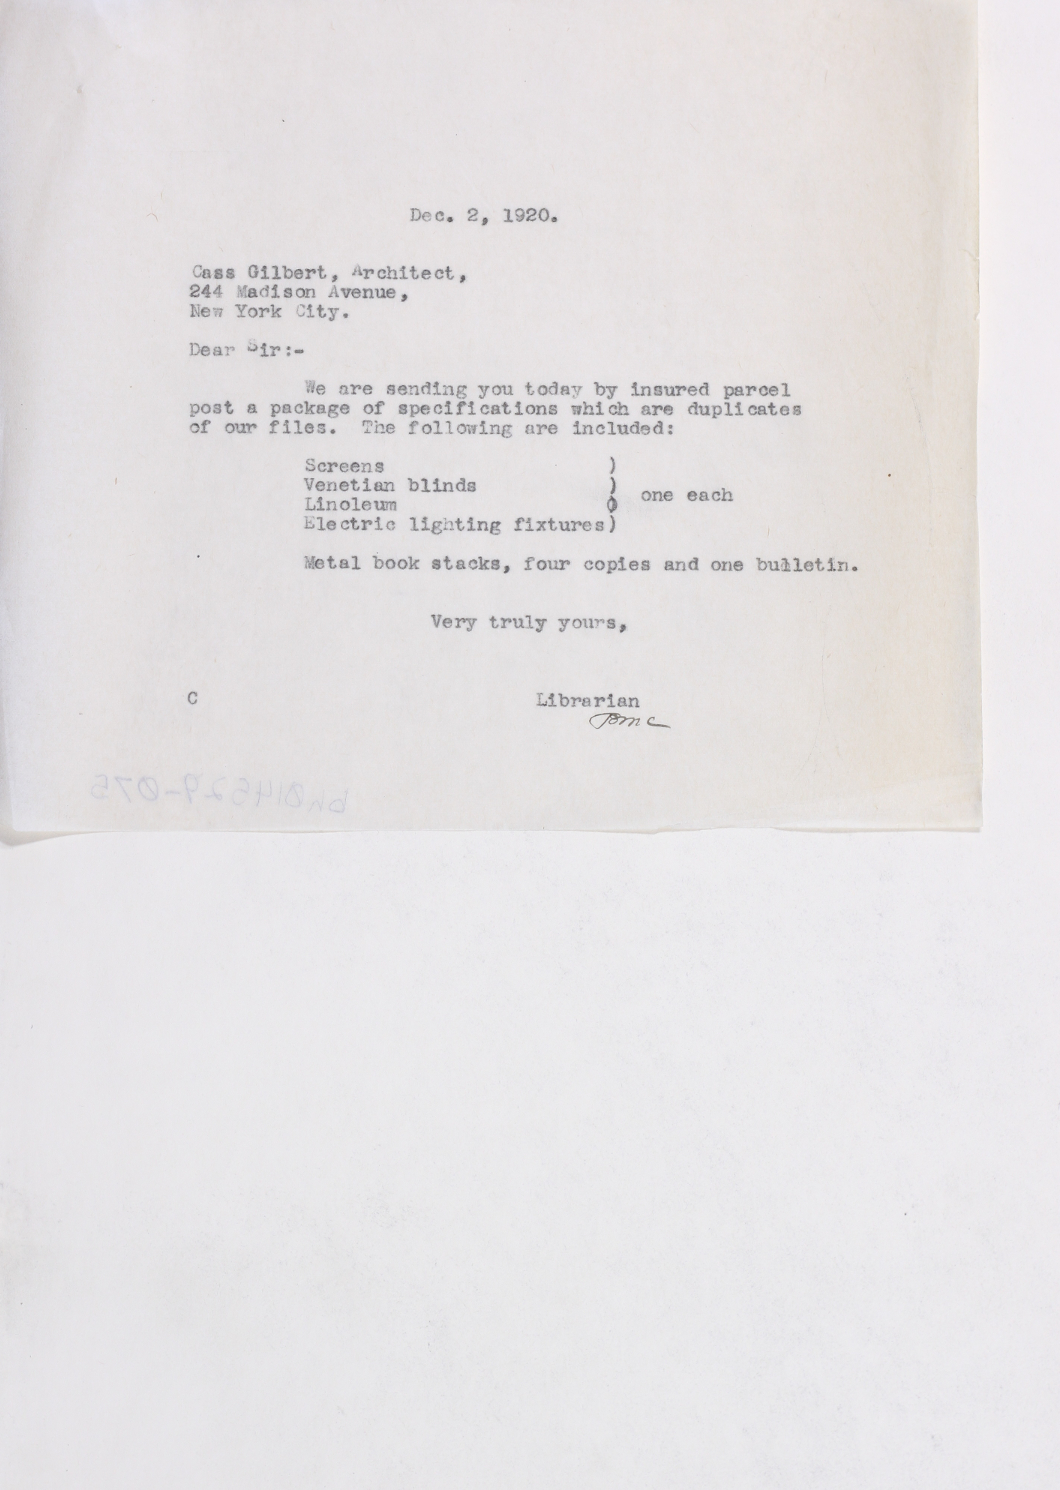 Dec. 2, 1920.
Cass Gilbert, Architect,
244 Madison Avenue,
New York City.
Dear Sir:-
We are sending you today by insured parcel
post a package of specifications which are duplicates
of our files. The following are included:
Screens )
Venetian blinds )
Linoleum ) one each
Electric lighting fixtures)
Metal book stacks, four copies and one bulletin.
Very truly yours,
C Librarian